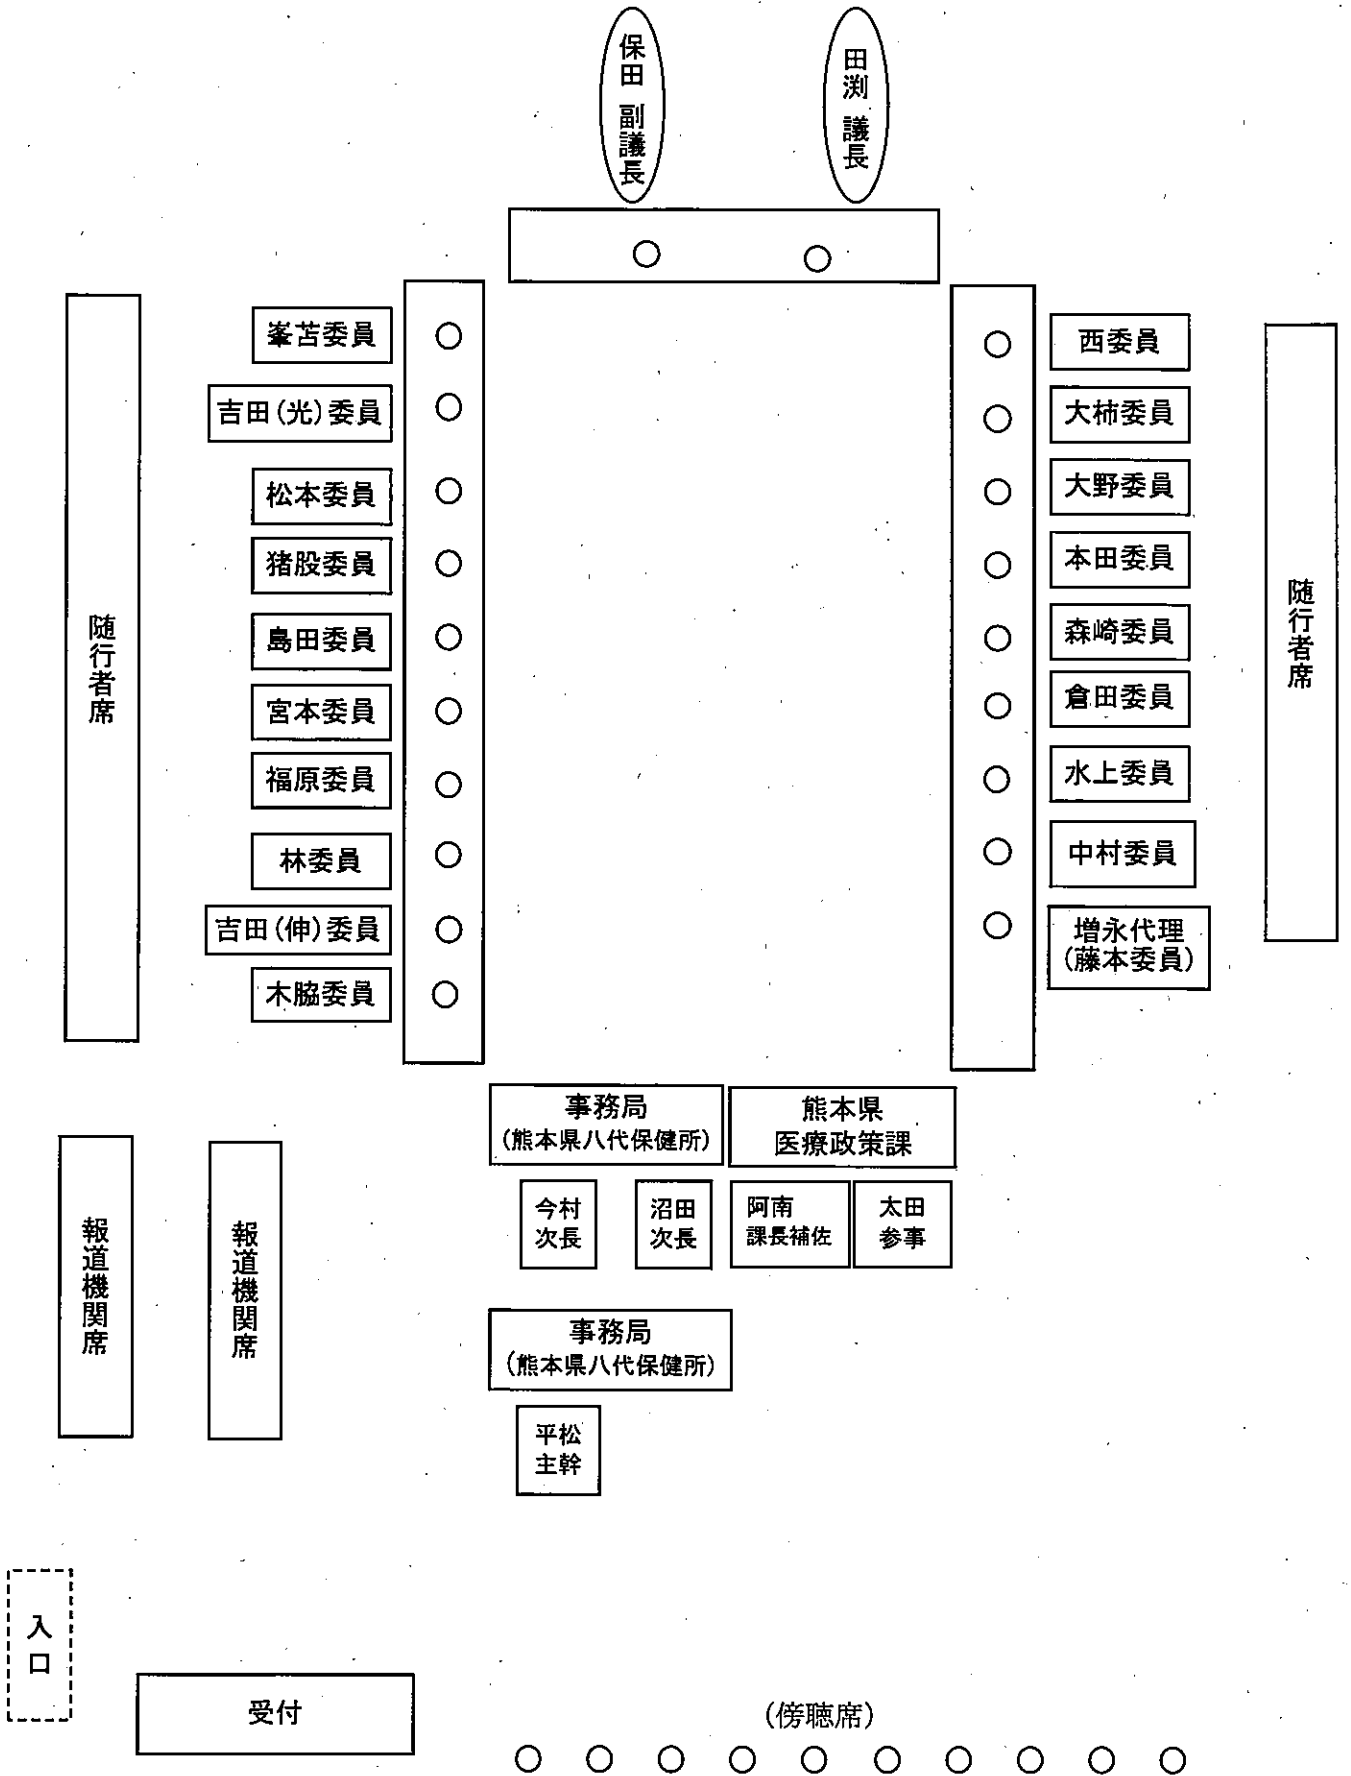 保田 副議長
田渕 議長
峯苫委員
吉田(光)委員
松本委員
猪股委員
島田委員
宮本委員
福原委員
林委員
吉田(伸)委員
木脇委員
西委員
大柿委員
大野委員
本田委員
森崎委員
倉田委員
水上委員
中村委員
増永代理
(藤本委員)
随行者席
随行者席
事務局
(熊本県八代保健所)
熊本県
医療政策課
今村
次長
沼田
次長
阿南
課長補佐
太田
参事
事務局
(熊本県八代保健所)
平松
主幹
報道機関席
報道機関席
入口
受付
(傍聴席)